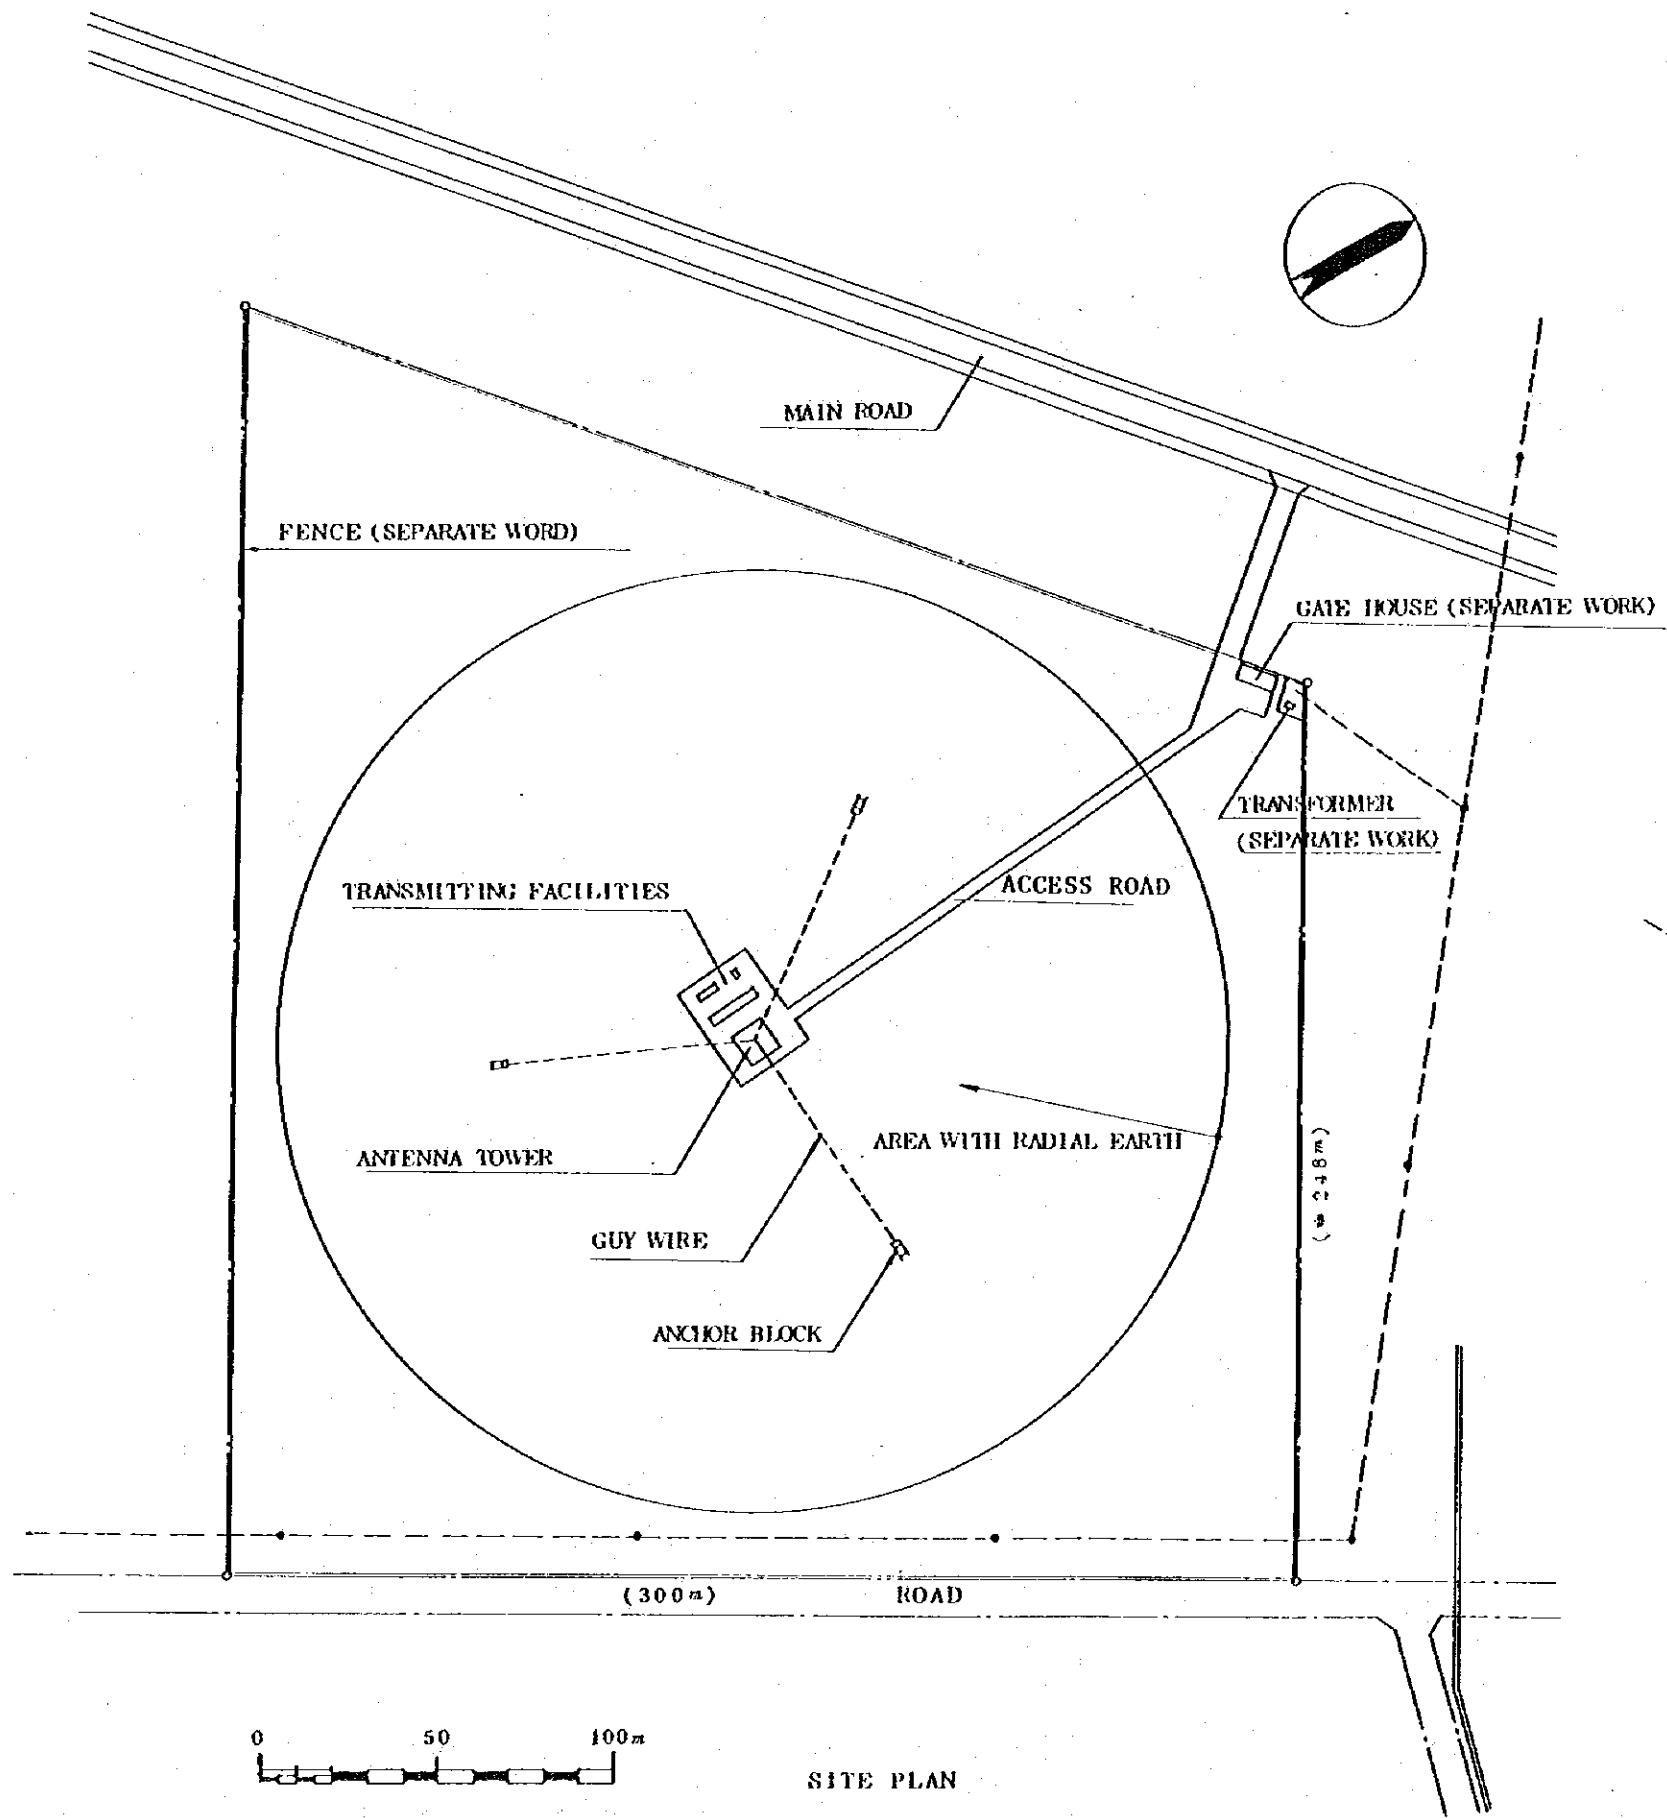 MAIN ROAD
FENCE (SEPARATE WORD)
GATE HOUSE (SEPARATE WORK)
TRANSFORMER
(SEPARATE WORK)
TRANSMITTING FACILITIES
ACCESS ROAD
AREA WITH RADIAL EARTH
ANTENNA TOWER
GUY WIRE
ANCHOR BLOCK
248m)
(300m)
ROAD
0 50 100m
SITE PLAN